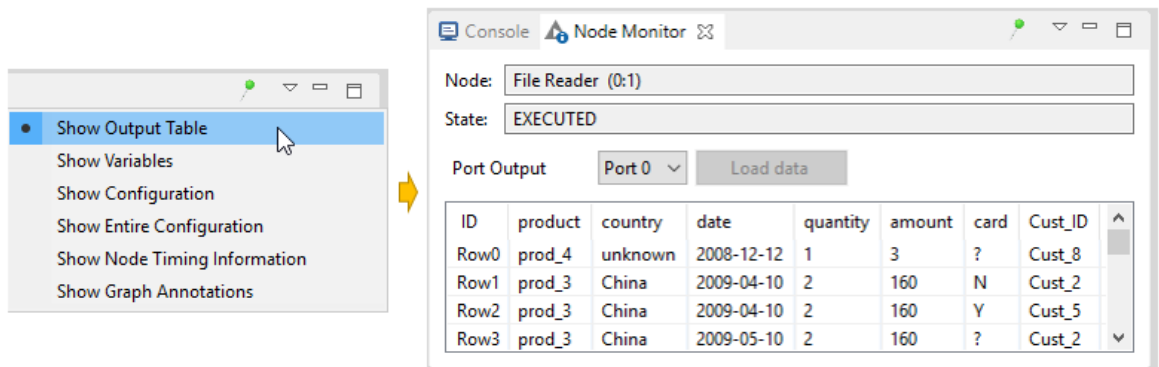 Show Output Table
Show Variables
Show Configuration
Show Entire Configuration
Show Node Timing Information
Show Graph Annotations
Console Node Monitor
Node: File Reader (0:1)
State: EXECUTED
Port Output Port 0 Load data
ID product country date quantity amount card Cust_ID
Row0 prod_4 unknown 2008-12-12 1 3 ? Cust_8
Row1 prod_3 China 2009-04-10 2 160 N Cust_2
Row2 prod_3 China 2009-04-10 2 160 Y Cust_5
Row3 prod_3 China 2009-05-10 2 160 ? Cust_2